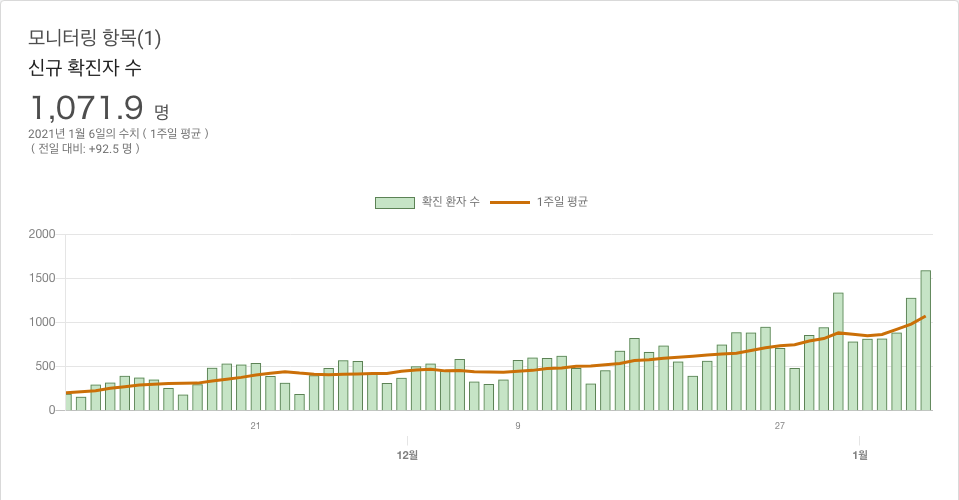 모니터링 항목(1)
신규 확진자 수
1,071.9 명
2021년 1월 6일의 수치 ( 1주일 평균 )
( 전일 대비: +92.5 명 )
확진 환자 수 1주일 평균
2000
1500
1000
500
0
21 9 27
12월 1월